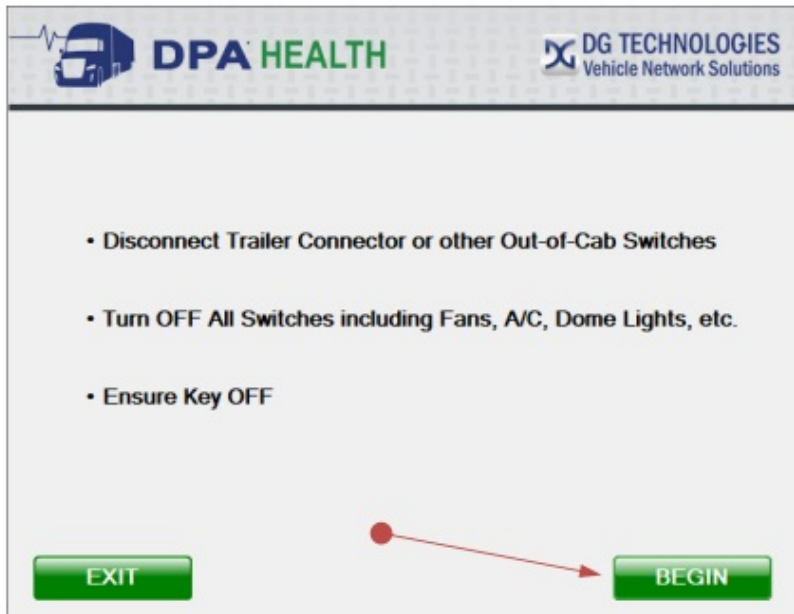 DPA HEALTH
DG TECHNOLOGIES
Vehicle Network Solutions
• Disconnect Trailer Connector or other Out-of-Cab Switches
• Turn OFF All Switches including Fans, A/C, Dome Lights, etc.
• Ensure Key OFF
EXIT
BEGIN